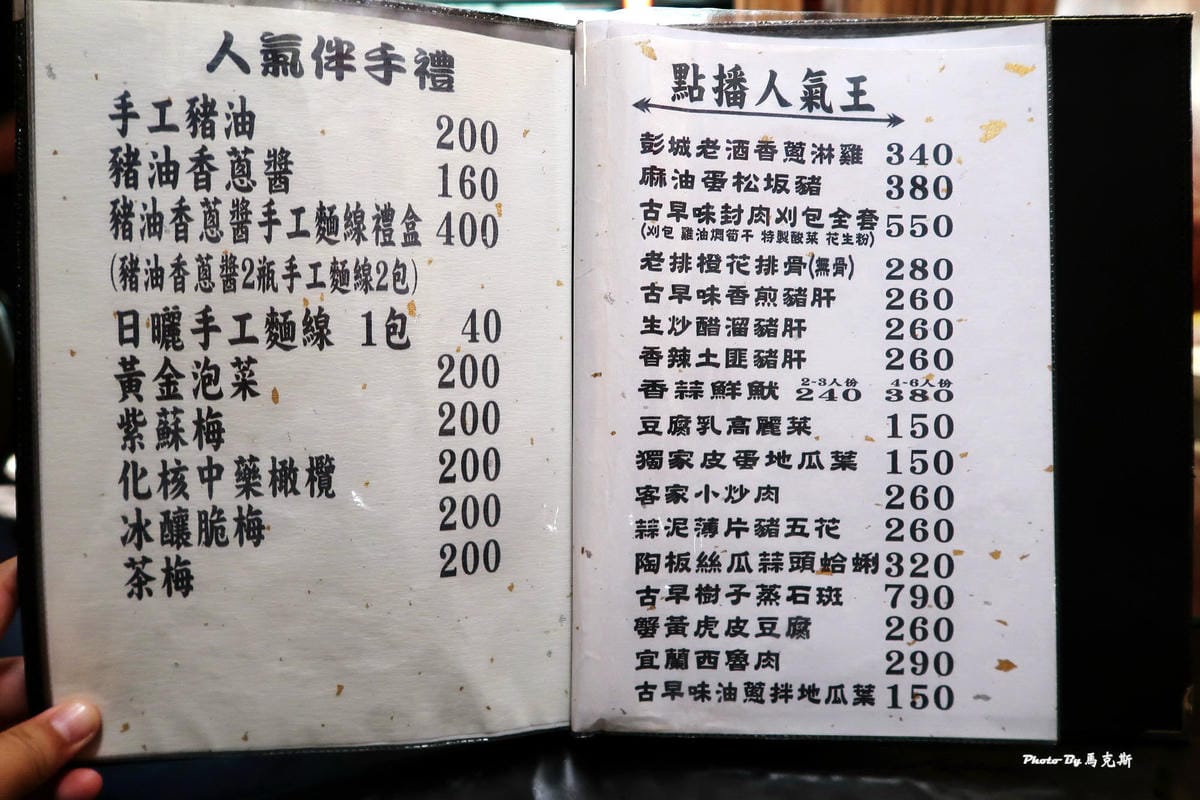 人氣伴手禮
手工豬油 200
豬油香蔥醬 160
豬油香蔥醬手工麵線禮盒 400
(豬油香蔥醬2瓶手工麵線2包)
日曬手工麵線 1包 40
黃金泡菜 200
紫蘇梅 200
化核中藥橄欖 200
冰釀脆梅 200
茶梅 200
點播人氣王
彭城老酒香蔥淋雞 340
麻油蛋松坂豬 380
古早味封肉刈包全套 550
(刈包 雞油燜筍干 特製酸菜 花生粉)
老排橙花排骨(無骨) 280
古早味香煎豬肝 260
生炒醋溜豬肝 260
香辣土匪豬肝 260
香蒜鮮魷 2-3人份 240 4-6人份 380
豆腐乳高麗菜 150
獨家皮蛋地瓜葉 150
客家小炒肉 260
蒜泥薄片豬五花 260
陶板絲瓜蒜頭蛤蜊 320
古早樹子蒸石斑 790
蟹黃虎皮豆腐 260
宜蘭西魯肉 290
古早味油蔥拌地瓜葉 150
Photo By 馬克斯